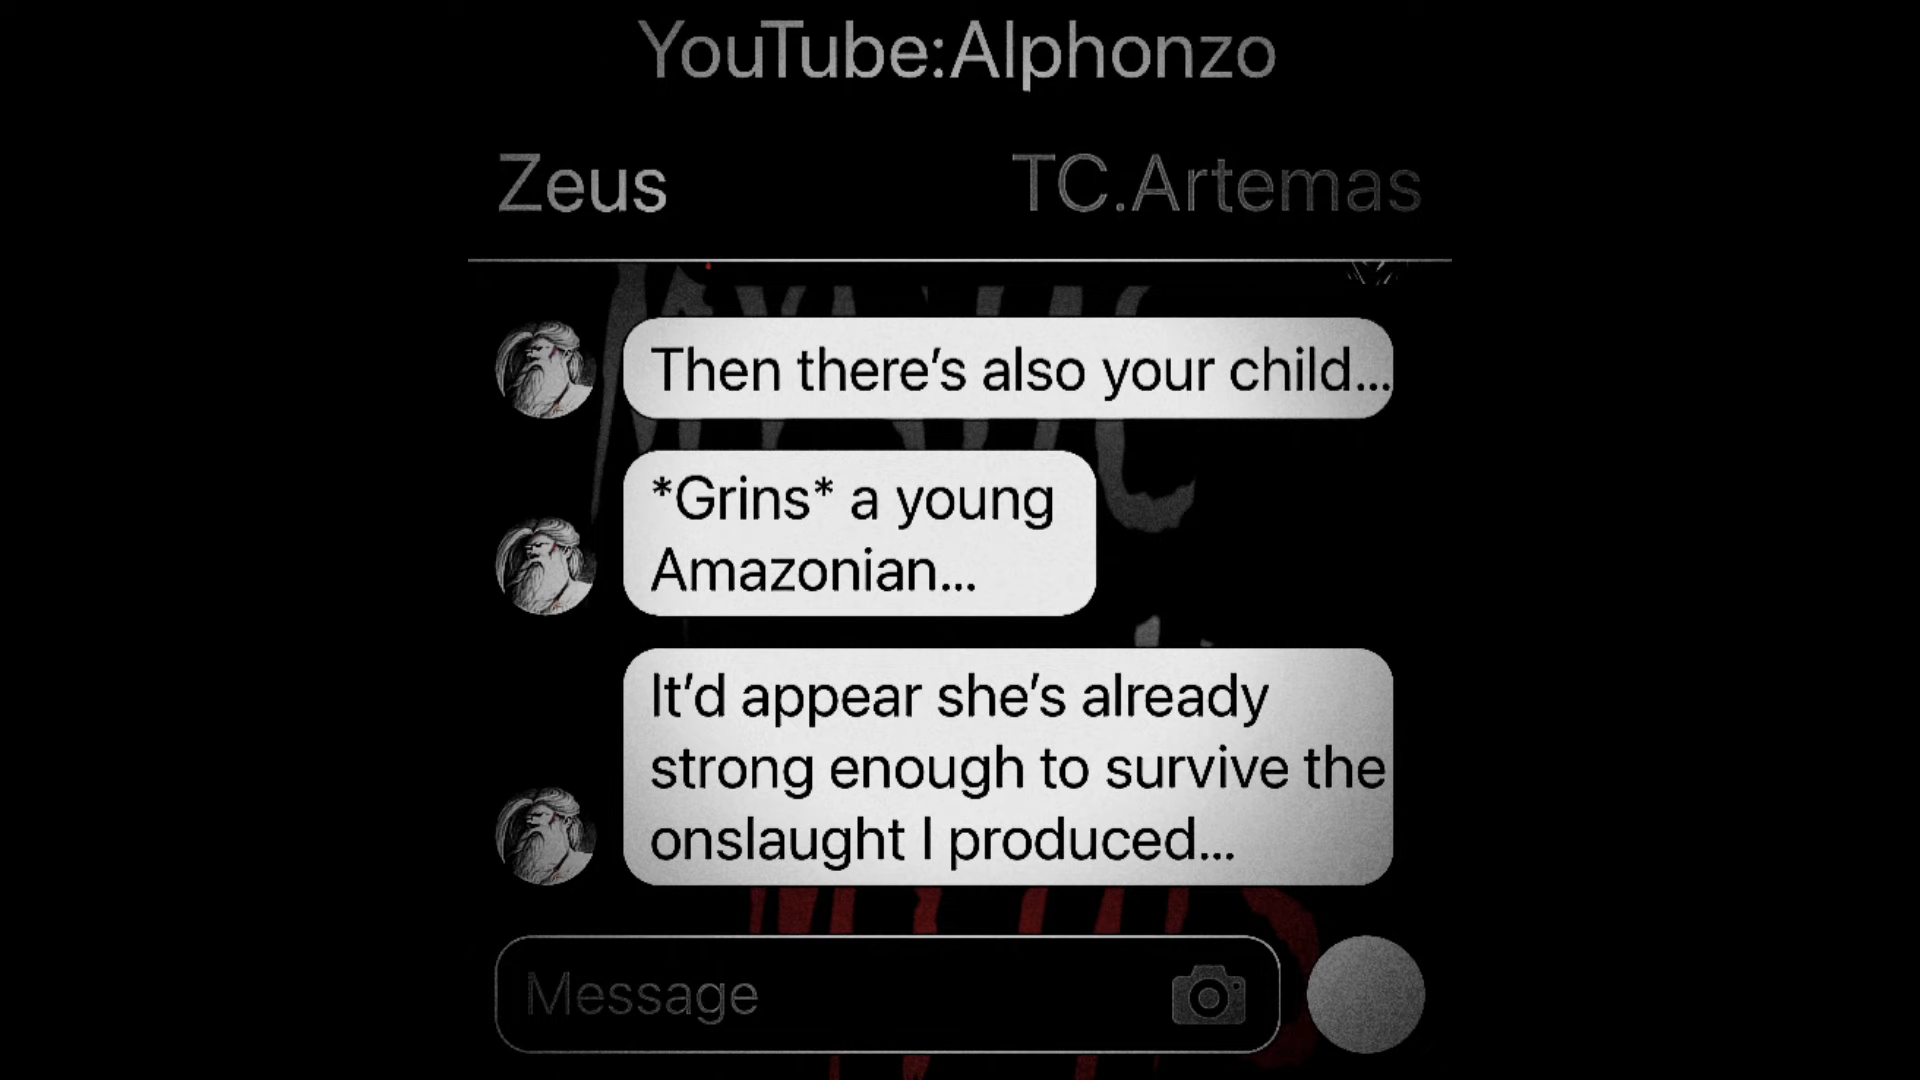 YouTube:Alphonzo
Zeus
TC.Artemas
Then there's also your child...
*Grins* a young
Amazonian...
It'd appear she's already
strong enough to survive the
onslaught I produced...
Message